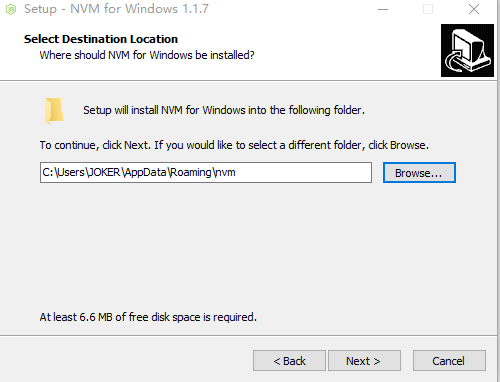 Setup - NVM for Windows 1.1.7
Select Destination Location
Where should NVM for Windows be installed?
Setup will install NVM for Windows into the following folder.
To continue, click Next. If you would like to select a different folder, click Browse.
C:\Users\JOKER\AppData\Roaming\nvm
Browse...
At least 6.6 MB of free disk space is required.
< Back
Next >
Cancel